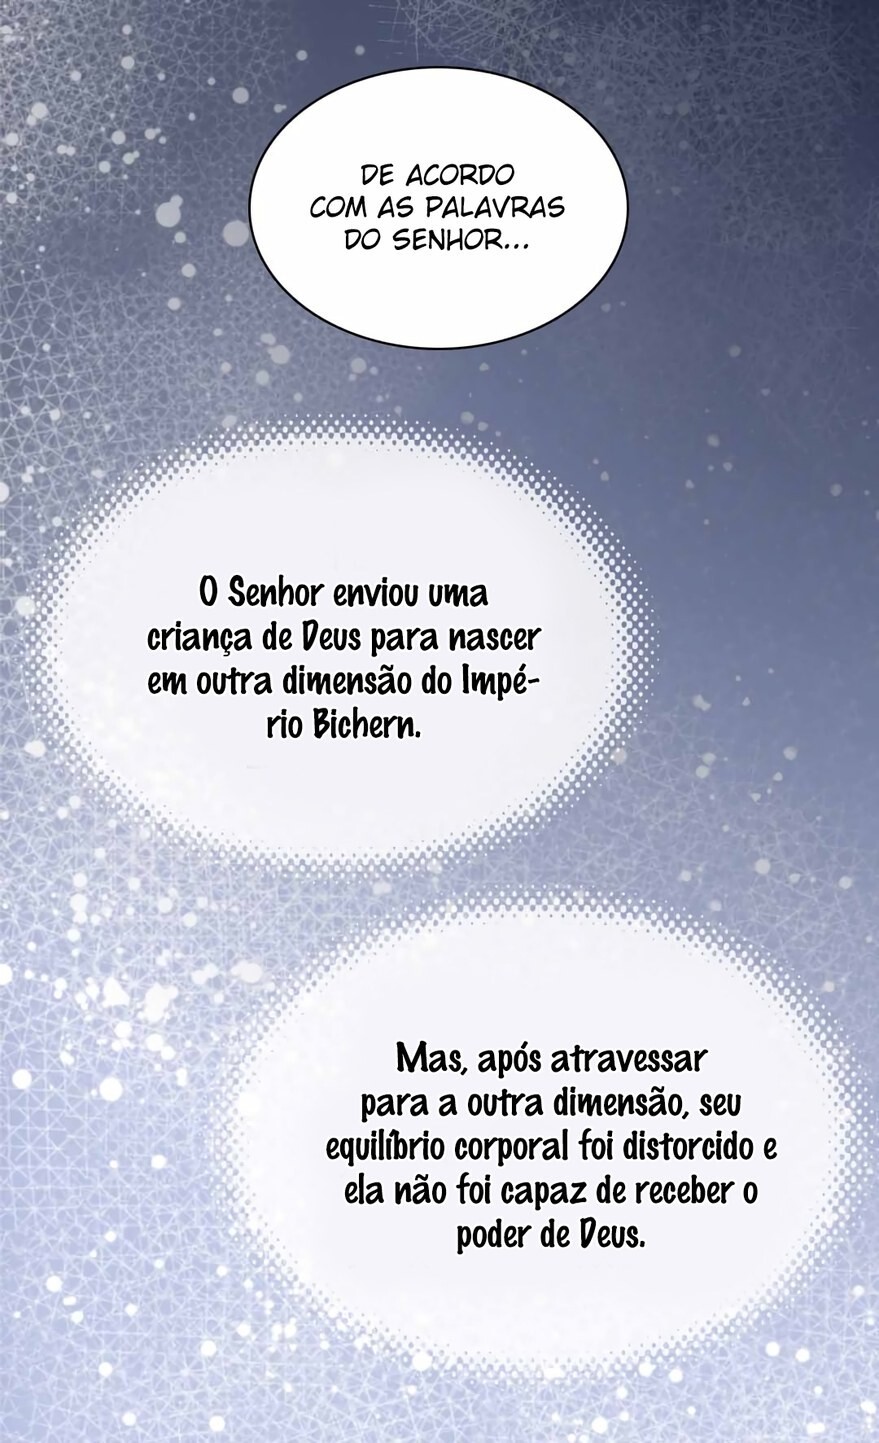 DE ACORDO
COM AS PALAVRAS
DO SENHOR...
O Senhor enviou uma
criança de Deus para nascer
em outra dimensão do Impé-
rio Bichern.
Mas, após atravessar
para a outra dimensão, seu
equilíbrio corporal foi distorcido e
ela não foi capaz de receber o
poder de Deus.